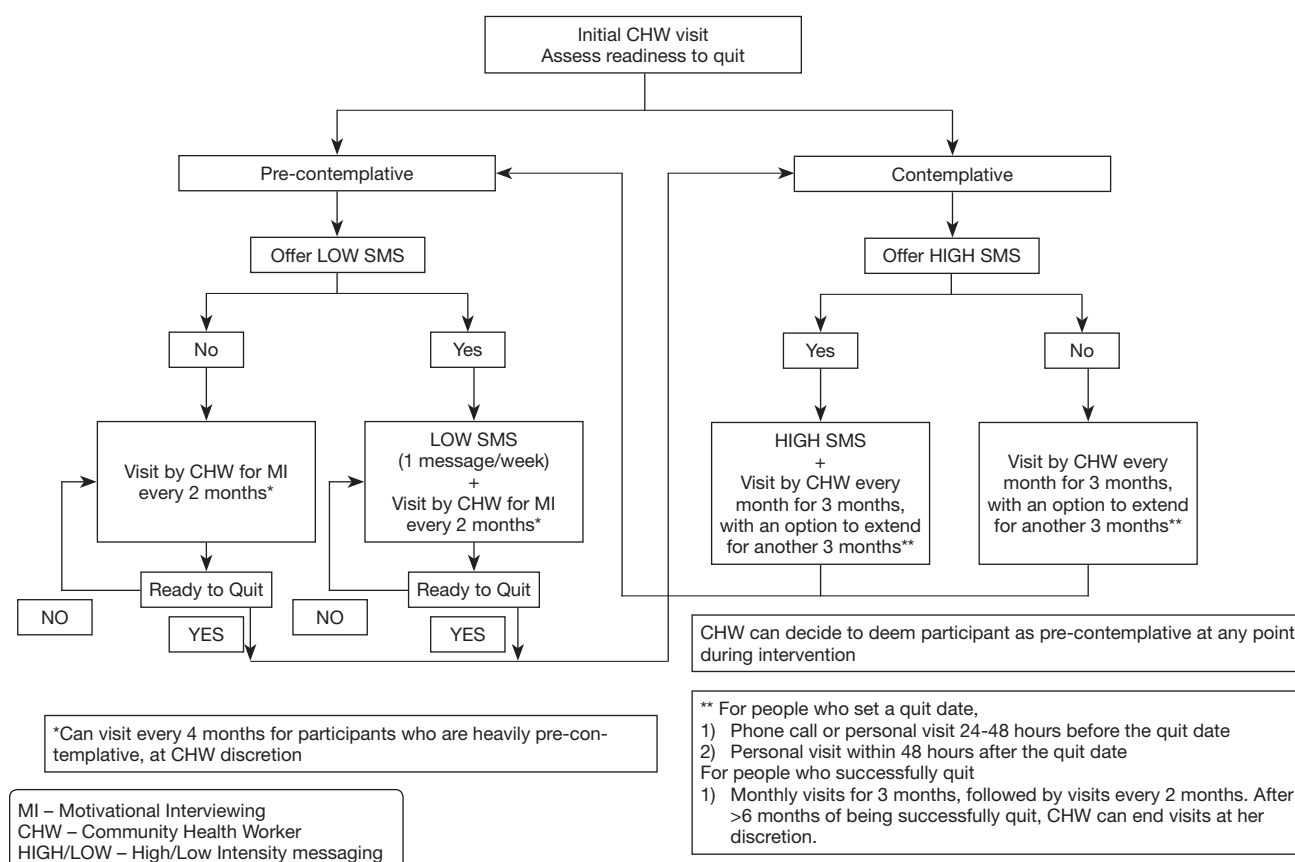 Initial CHW visit
Assess readiness to quit
Pre-contemplative
Contemplative
Offer LOW SMS
Offer HIGH SMS
No
Yes
Yes
No
Visit by CHW for MI
every 2 months*
LOW SMS
(1 message/week)
+
Visit by CHW for MI
every 2 months*
HIGH SMS
+
Visit by CHW every
month for 3 months,
with an option to extend
for another 3 months**
Visit by CHW every
month for 3 months,
with an option to extend
for another 3 months**
Ready to Quit
Ready to Quit
NO
YES
NO
YES
CHW can decide to deem participant as pre-contemplative at any point
during intervention
*Can visit every 4 months for participants who are heavily pre-con-
templative, at CHW discretion
** For people who set a quit date,
1) Phone call or personal visit 24-48 hours before the quit date
2) Personal visit within 48 hours after the quit date
For people who successfully quit
1) Monthly visits for 3 months, followed by visits every 2 months. After
>6 months of being successfully quit, CHW can end visits at her
discretion.
MI – Motivational Interviewing
CHW – Community Health Worker
HIGH/LOW – High/Low Intensity messaging